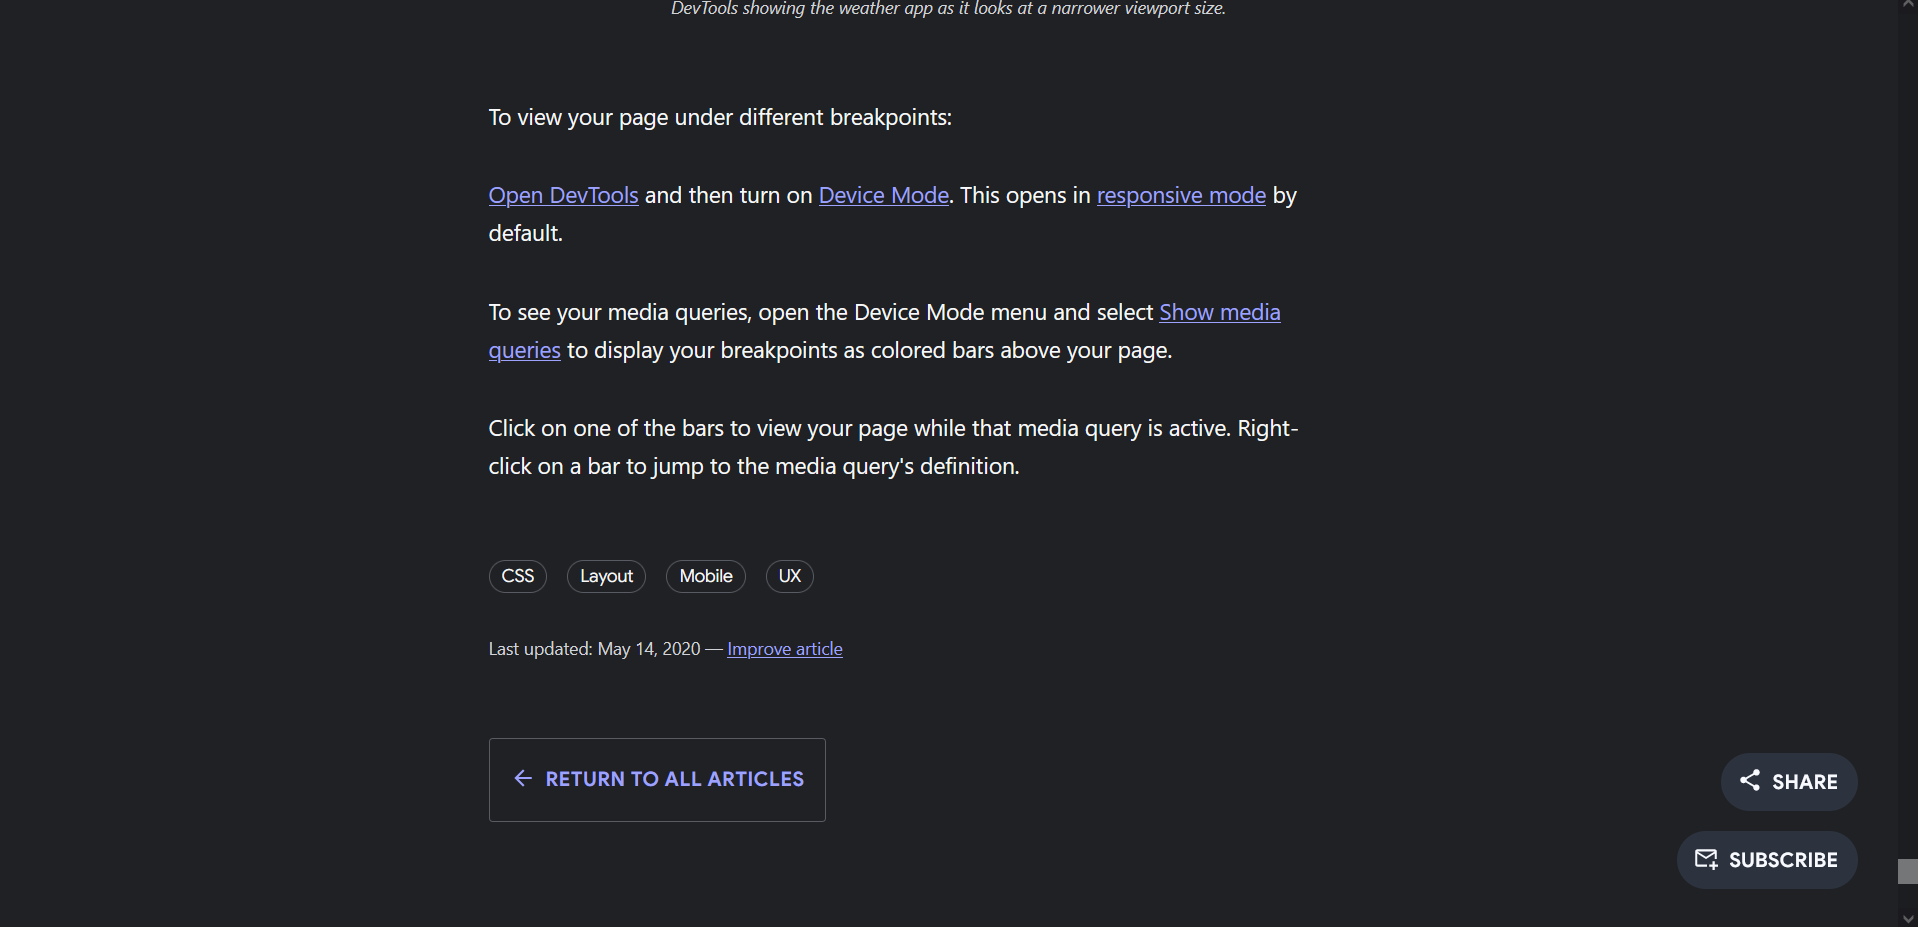 DevTools showing the weather app as it looks at a narrower viewport size.
To view your page under different breakpoints:
Open DevTools and then turn on Device Mode. This opens in responsive mode by
default.
To see your media queries, open the Device Mode menu and select Show media
queries to display your breakpoints as colored bars above your page.
Click on one of the bars to view your page while that media query is active. Right-
click on a bar to jump to the media query's definition.
CSS Layout Mobile UX
Last updated: May 14, 2020 — Improve article
RETURN TO ALL ARTICLES
SHARE
SUBSCRIBE